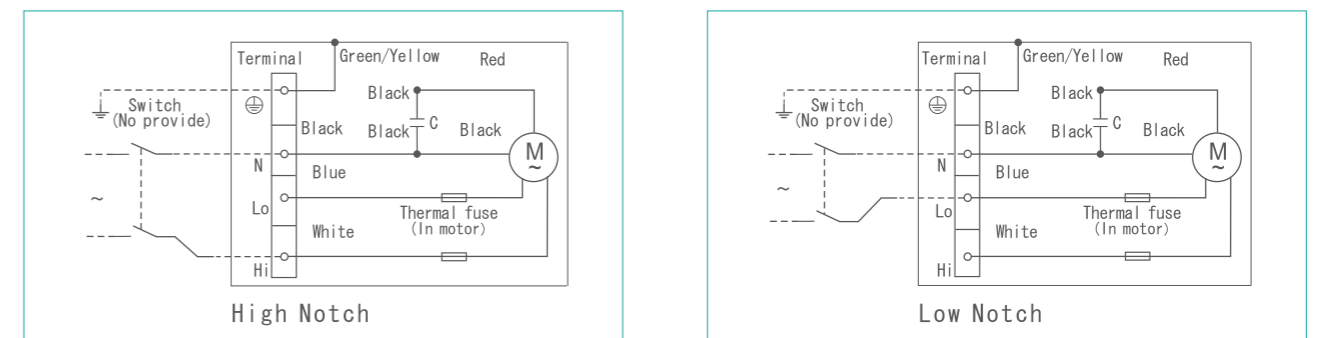 Terminal Green/Yellow Red
Black
Switch
(No provide)
Black Black C Black
M
~
N
Blue
~
Lo
Thermal fuse
(In motor)
White
Hi
High Notch
Terminal Green/Yellow Red
Black
Switch
(No provide)
Black Black C Black
M
~
N
Blue
~
Lo
Thermal fuse
(In motor)
White
Hi
Low Notch